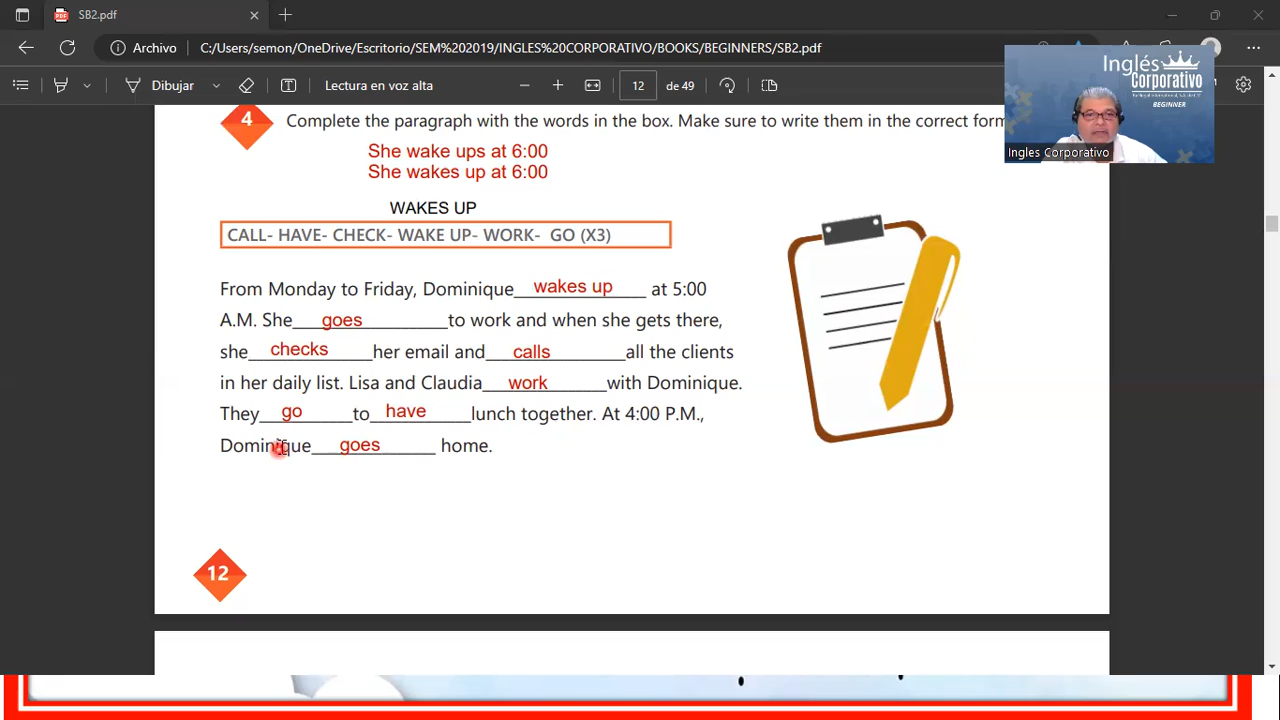 SB2.pdf
Archivo
C:/Users/semon/OneDrive/Escritorio/SEM%202019/INGLES%20CORPORATIVO/BOOKS/BEGINNERS/SB2.pdf
Dibujar
Lectura en voz alta
12 de 49
Inglés
Corporativo
BEGINNER
Ingles Corporativo
4 Complete the paragraph with the words in the box. Make sure to write them in the correct form
She wake ups at 6:00
She wakes up at 6:00
WAKES UP
CALL- HAVE- CHECK- WAKE UP- WORK- GO (X3)
From Monday to Friday, Dominique wakes up at 5:00
A.M. She goes to work and when she gets there,
she checks her email and calls all the clients
in her daily list. Lisa and Claudia work with Dominique.
They go to have lunch together. At 4:00 P.M.,
Dominique goes home.
12